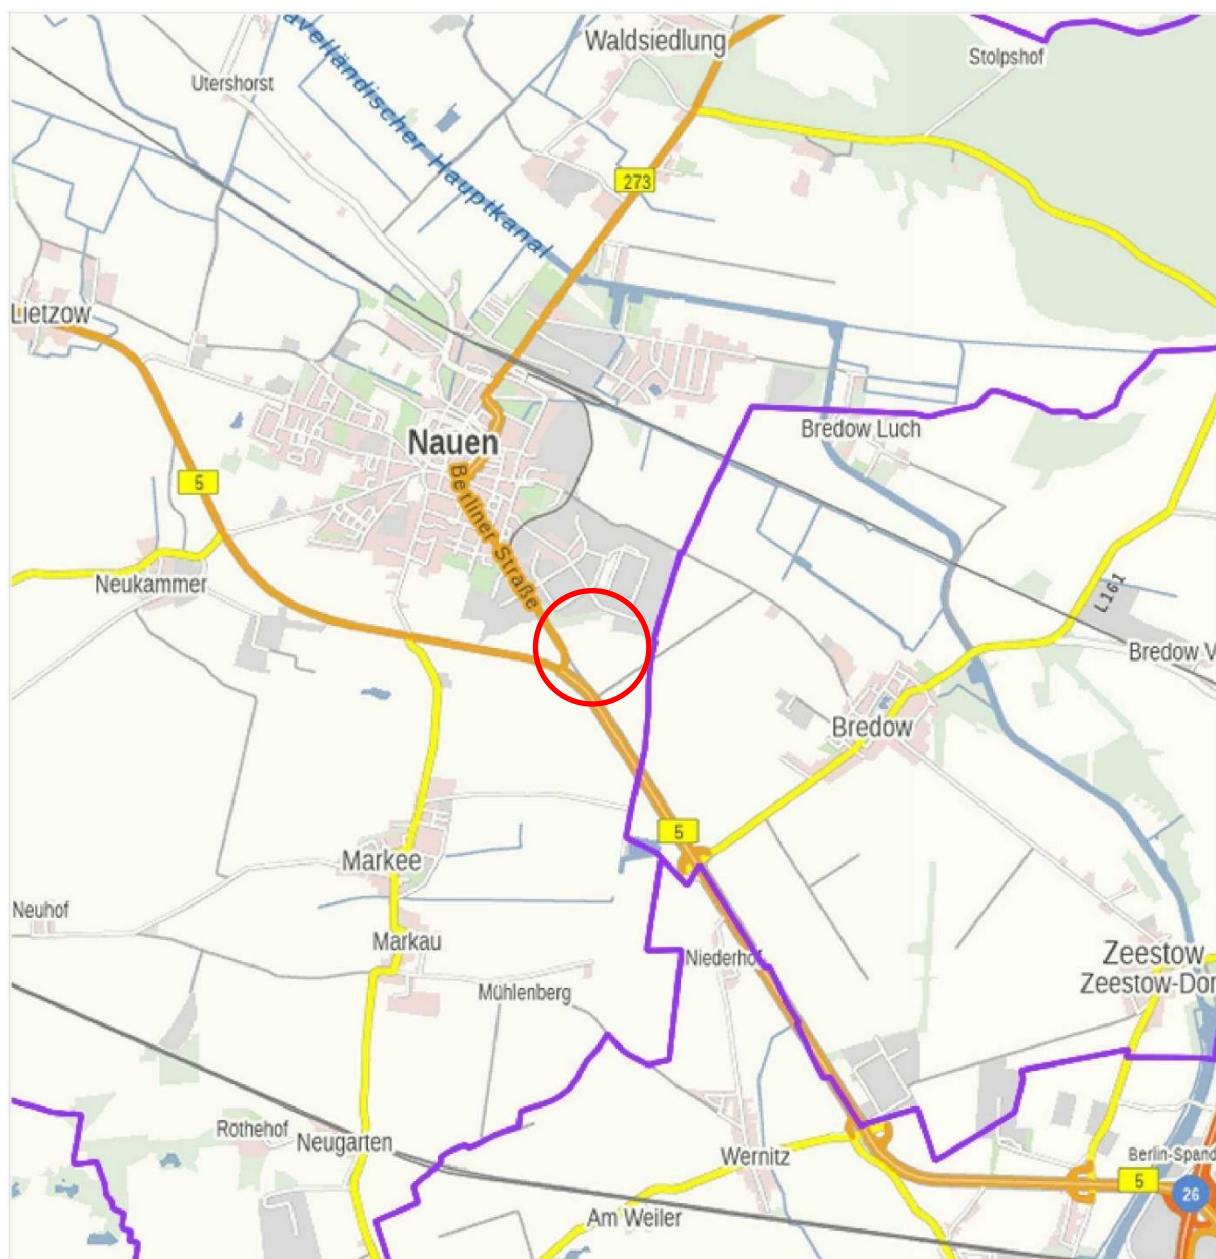 Waldsiedlung
Stolpshof
Utershorst
avelländischer Hauptkanal
273
Lietzow
Bredow Luch
Nauen
5
Berliner Straße
Neukammer
L161
Bredow V
Bredow
5
Markee
Neuhof
Markau
Niederhof
Zeestow
Zeestow-Dor
Mühlenberg
Rothehof
Neugarten
Wernitz
Berlin-Spand
5
26
Am Weiler